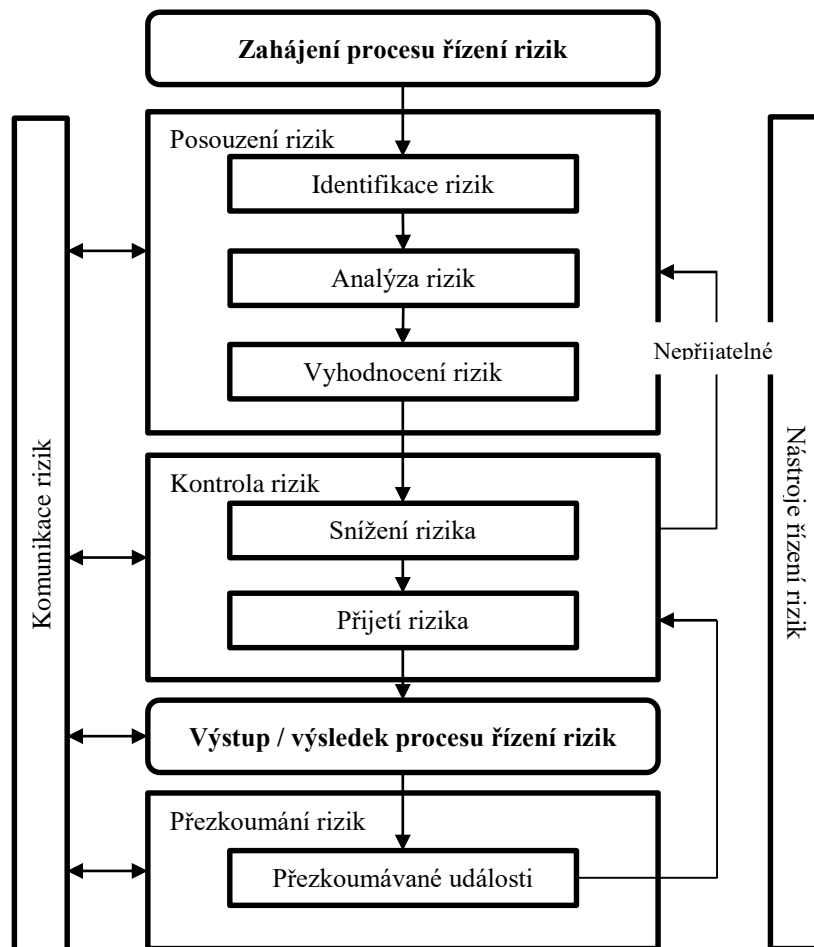 Zahájení procesu řízení rizik
Posouzení rizik
Identifikace rizik
Analýza rizik
Nepřijatelné
Vyhodnocení rizik
Komunikace rizik
Nástroje řízení rizik
Kontrola rizik
Snížení rizika
Přijetí rizika
Výstup / výsledek procesu řízení rizik
Přezkoumání rizik
Přezkoumávané události